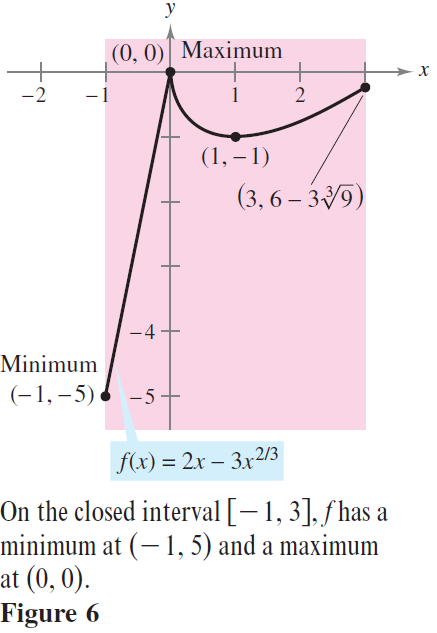 y
(0, 0) Maximum
x
−2 −1 1 2
(1, −1)
(3, 6 − 3∛9)
−4
Minimum
(−1, −5) −5
f(x) = 2x − 3x^2/3
On the closed interval [−1, 3], f has a
minimum at (−1, 5) and a maximum
at (0, 0).
Figure 6